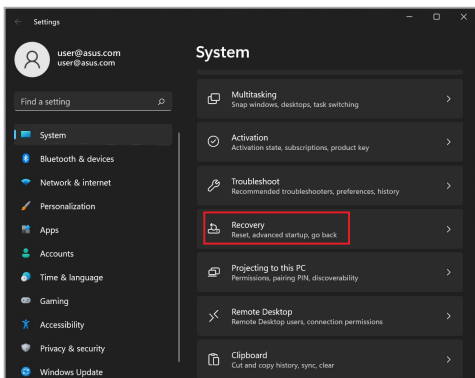 Settings
user@asus.com
user@asus.com
Find a setting
System
Bluetooth & devices
Network & internet
Personalization
Apps
Accounts
Time & language
Gaming
Accessibility
Privacy & security
Windows Update
System
Multitasking
Snap windows, desktops, task switching
Activation
Activation state, subscriptions, product key
Troubleshoot
Recommended troubleshooters, preferences, history
Recovery
Reset, advanced startup, go back
Projecting to this PC
Permissions, pairing PIN, discoverability
Remote Desktop
Remote Desktop users, connection permissions
Clipboard
Cut and copy history, sync, clear